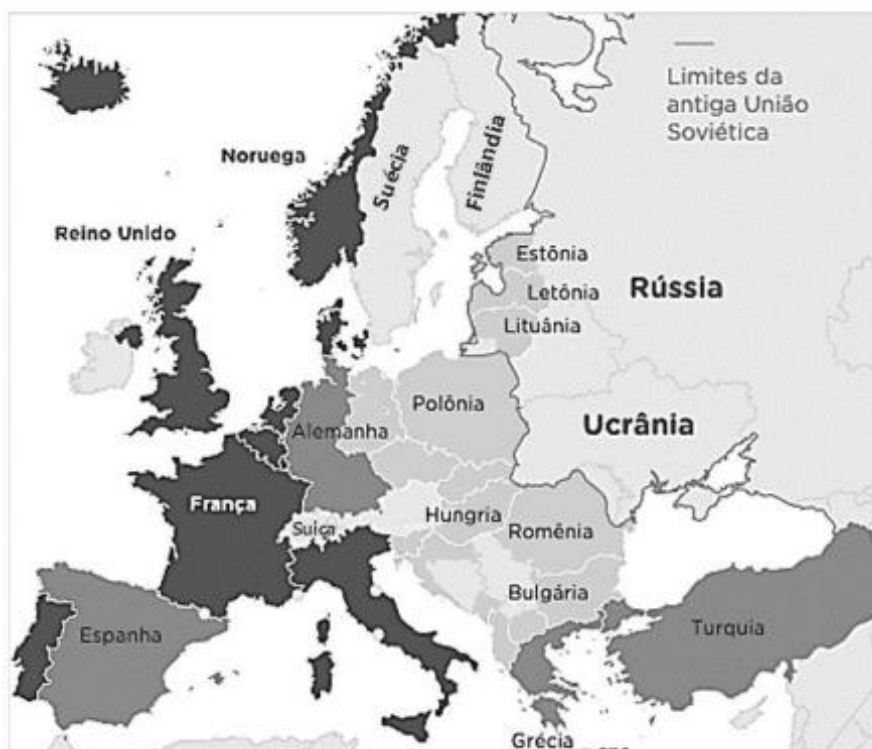 Limites da
antiga União
Soviética
Noruega
Suécia
Finlândia
Reino Unido
Estônia
Letônia
Rússia
Lituânia
Polônia
Ucrânia
Alemanha
França
Suiça
Hungria
Romênia
Bulgária
Espanha
Turquia
Grécia